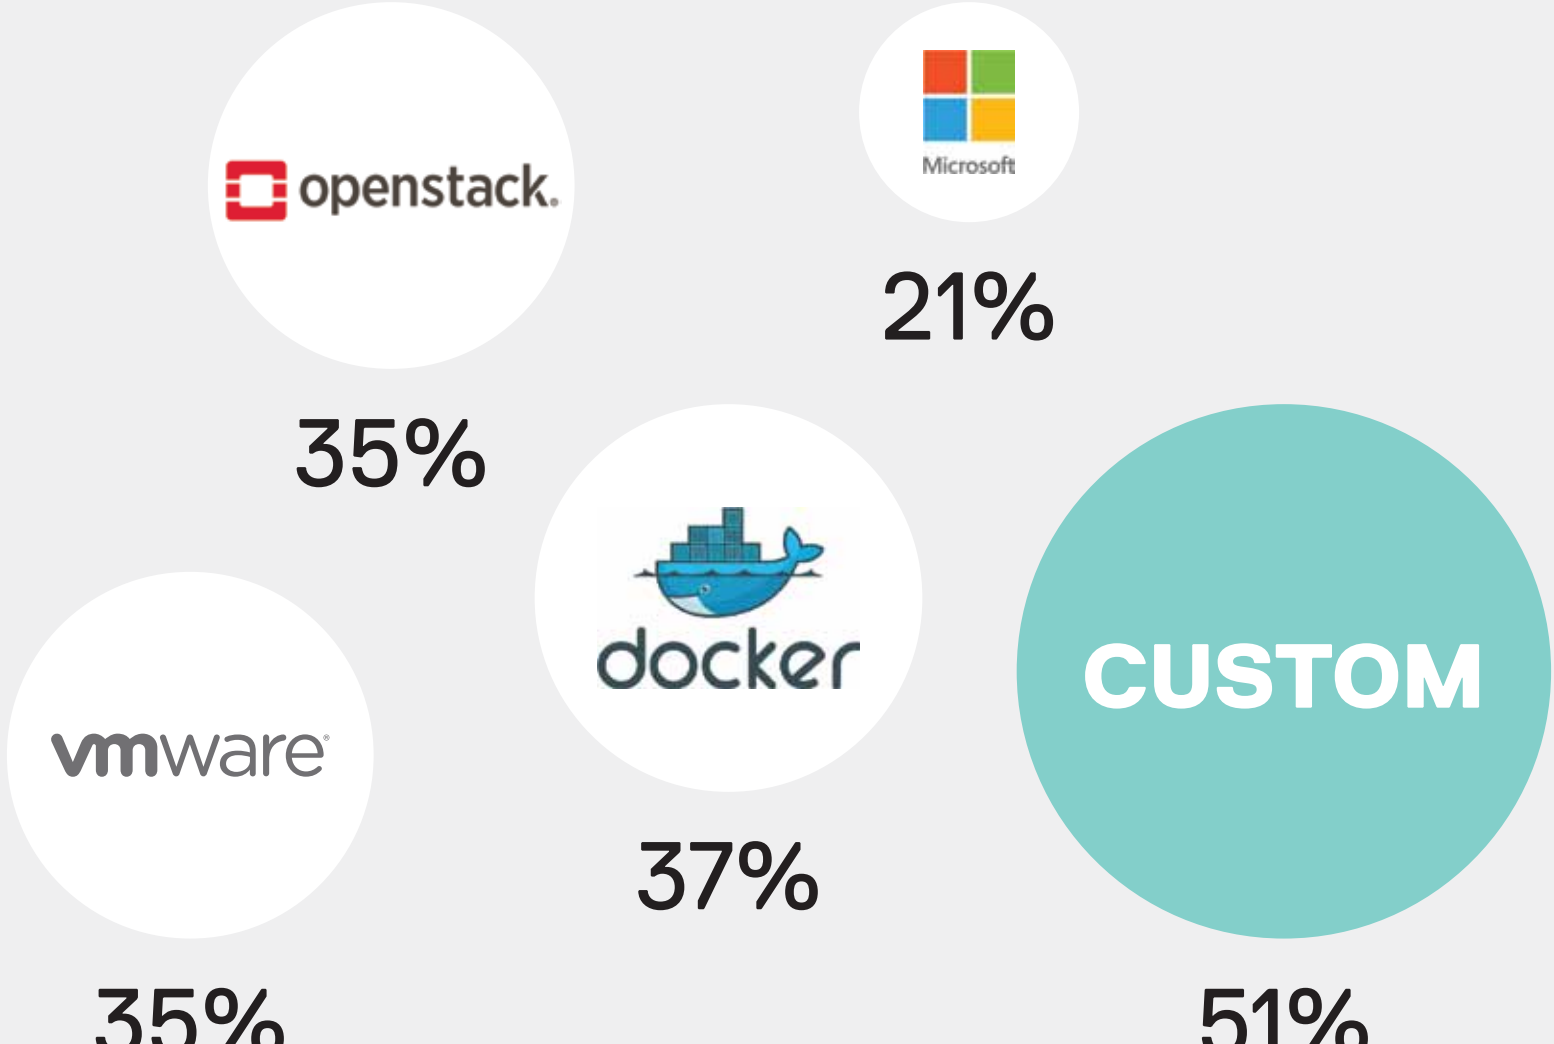 openstack.
Microsoft
21%
35%
docker
CUSTOM
vmware®
37%
35%
51%